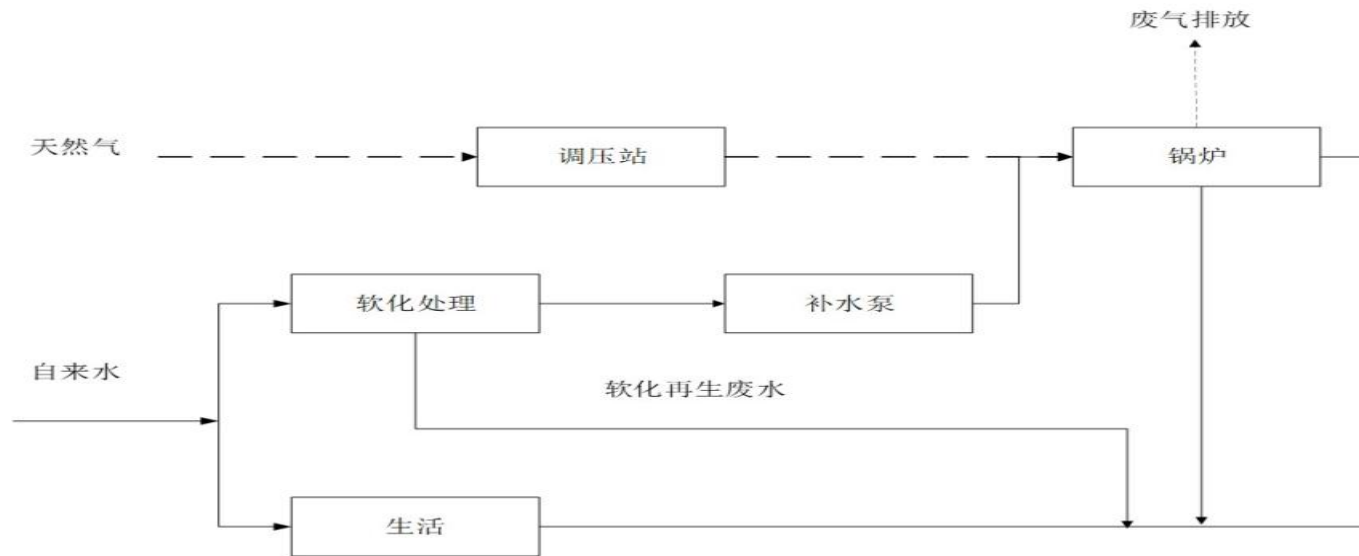 废气排放
天然气
调压站
锅炉
软化处理
补水泵
自来水
软化再生废水
生活